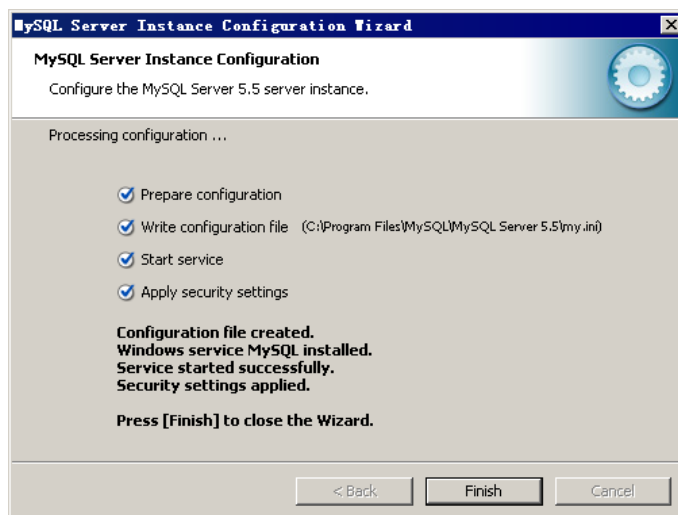 MySQL Server Instance Configuration Wizard
MySQL Server Instance Configuration
Configure the MySQL Server 5.5 server instance.
Processing configuration ...
Prepare configuration
Write configuration file (C:\Program Files\MySQL\MySQL Server 5.5\my.ini)
Start service
Apply security settings
Configuration file created.
Windows service MySQL installed.
Service started successfully.
Security settings applied.
Press [Finish] to close the Wizard.
< Back Finish Cancel